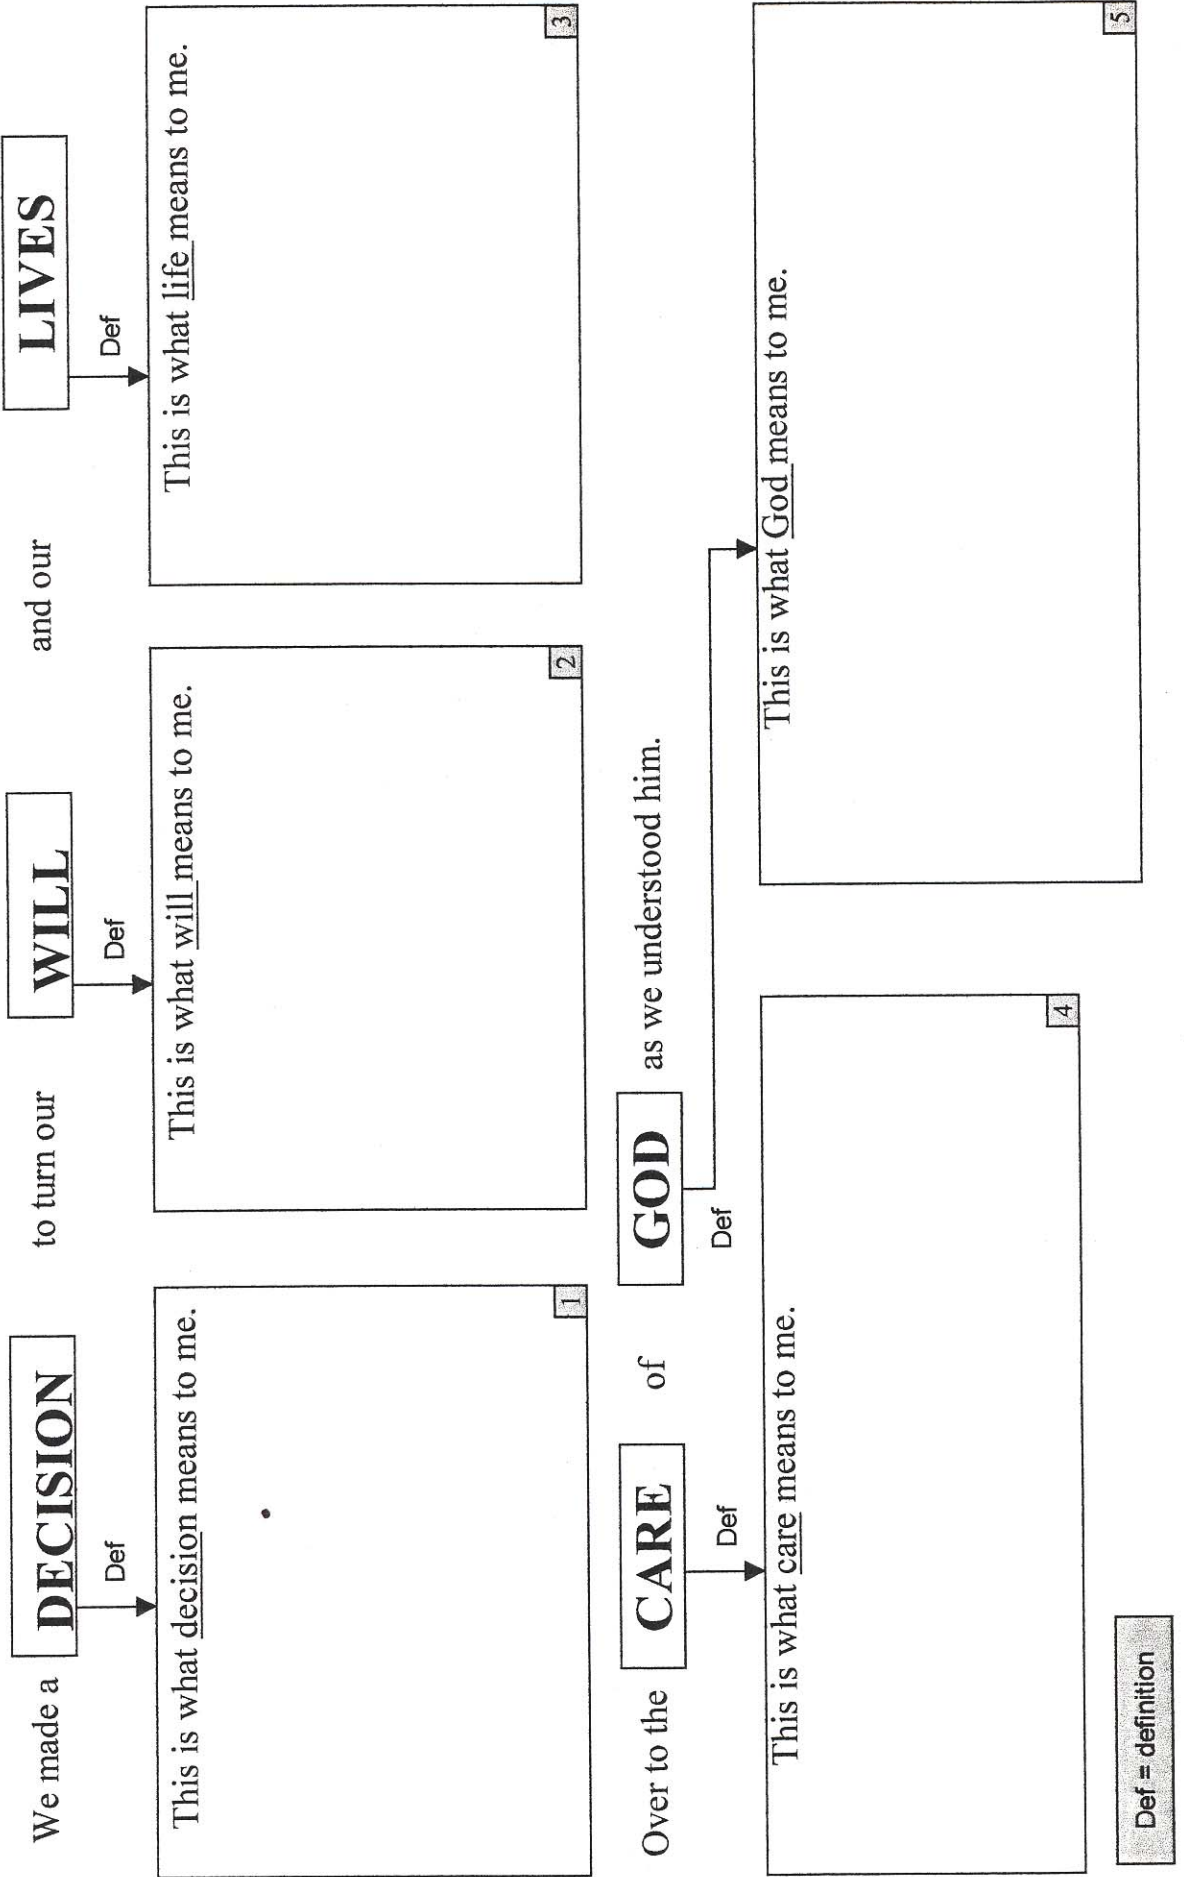 We made a DECISION to turn our WILL and our LIVES
Def Def Def
This is what decision means to me.
1
This is what will means to me.
2
This is what life means to me.
3
Over to the CARE of GOD as we understood him.
Def Def
This is what care means to me.
4
This is what God means to me.
5
Def = definition